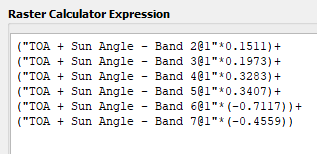 Raster Calculator Expression
("TOA + Sun Angle - Band 2@1"*0.1511)+
("TOA + Sun Angle - Band 3@1"*0.1973)+
("TOA + Sun Angle - Band 4@1"*0.3283)+
("TOA + Sun Angle - Band 5@1"*0.3407)+
("TOA + Sun Angle - Band 6@1"*(-0.7117))+
("TOA + Sun Angle - Band 7@1"*(-0.4559))